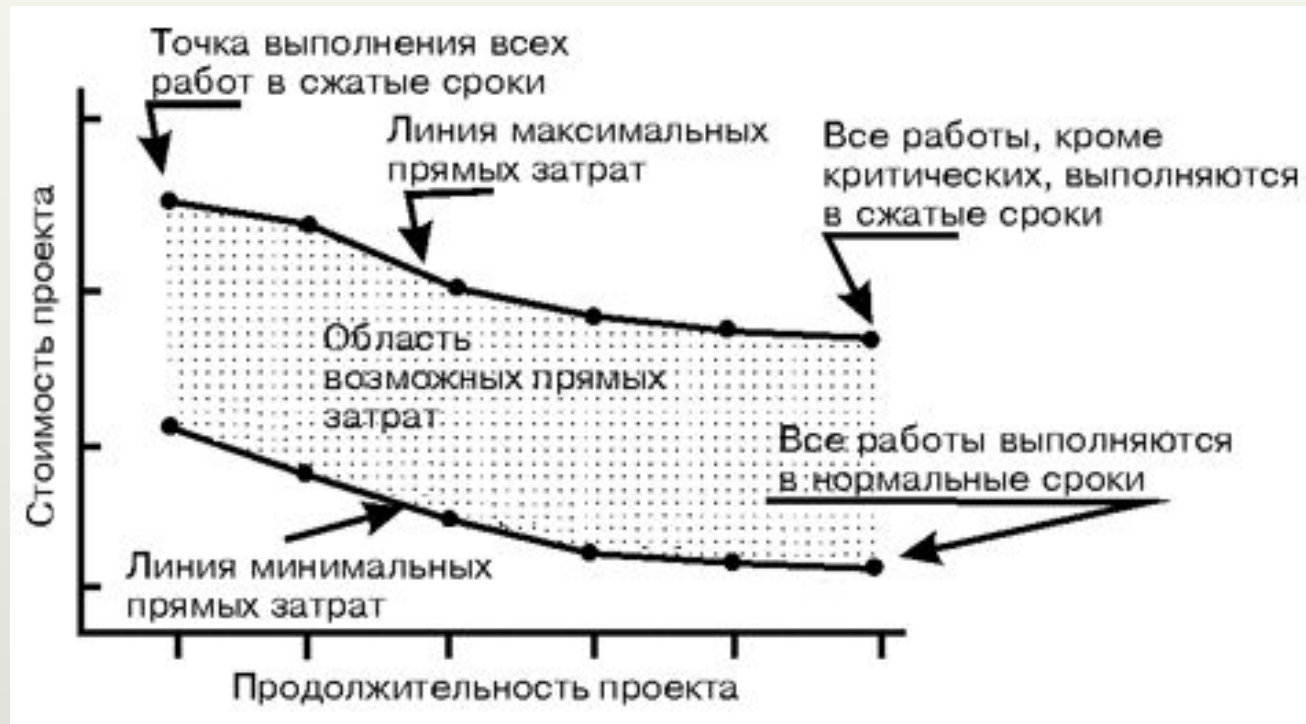 Точка выполнения всех
работ в сжатые сроки
Линия максимальных
прямых затрат
Все работы, кроме
критических, выполняются
в сжатые сроки
Стоимость проекта
Область
возможных прямых
затрат
Все работы выполняются
в нормальные сроки
Линия минимальных
прямых затрат
Продолжительность проекта